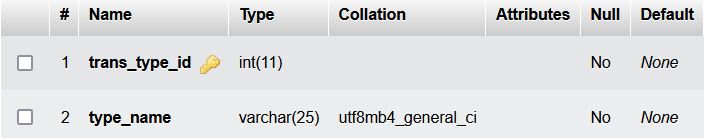 # Name Type Collation Attributes Null Default
1 trans_type_id int(11) No None
2 type_name varchar(25) utf8mb4_general_ci No None